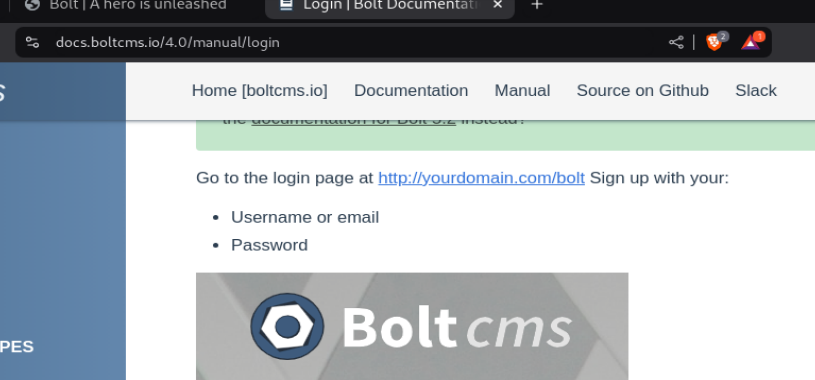 Bolt | A hero is unleashed
Login | Bolt Documentati
docs.boltcms.io/4.0/manual/login
2
1
S
Home [boltcms.io] Documentation Manual Source on Github Slack
the documentation for Bolt 5.2 instead?
Go to the login page at http://yourdomain.com/bolt Sign up with your:
• Username or email
• Password
Bolt cms
PES